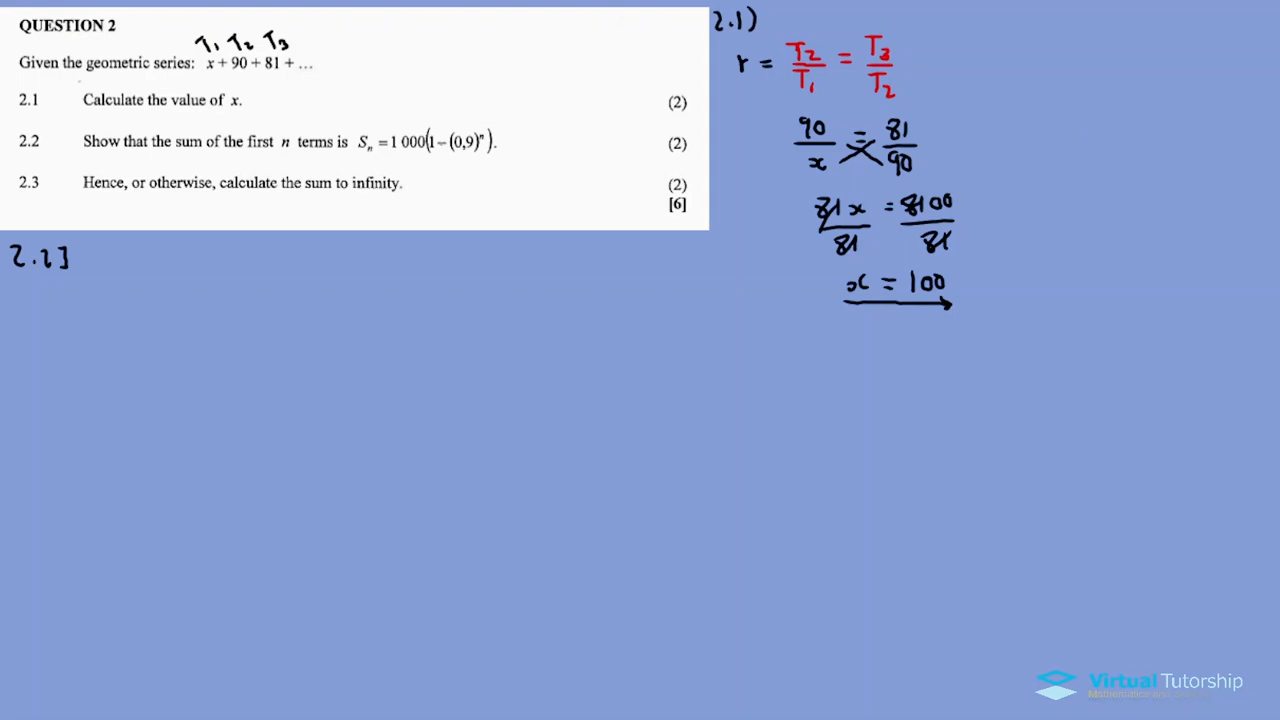 QUESTION 2
T₁ T₂ T₃
Given the geometric series: x + 90 + 81 + ...
2.1 Calculate the value of x. (2)
2.2 Show that the sum of the first n terms is Sₙ = 1 000(1 – (0,9)ⁿ). (2)
2.3 Hence, or otherwise, calculate the sum to infinity. (2)
[6]
2.1)
r = T₂/T₁ = T₃/T₂
90/x = 81/90
81x/81 = 8100/81
x = 100
2.2]
Virtual Tutorship
Mathematics and